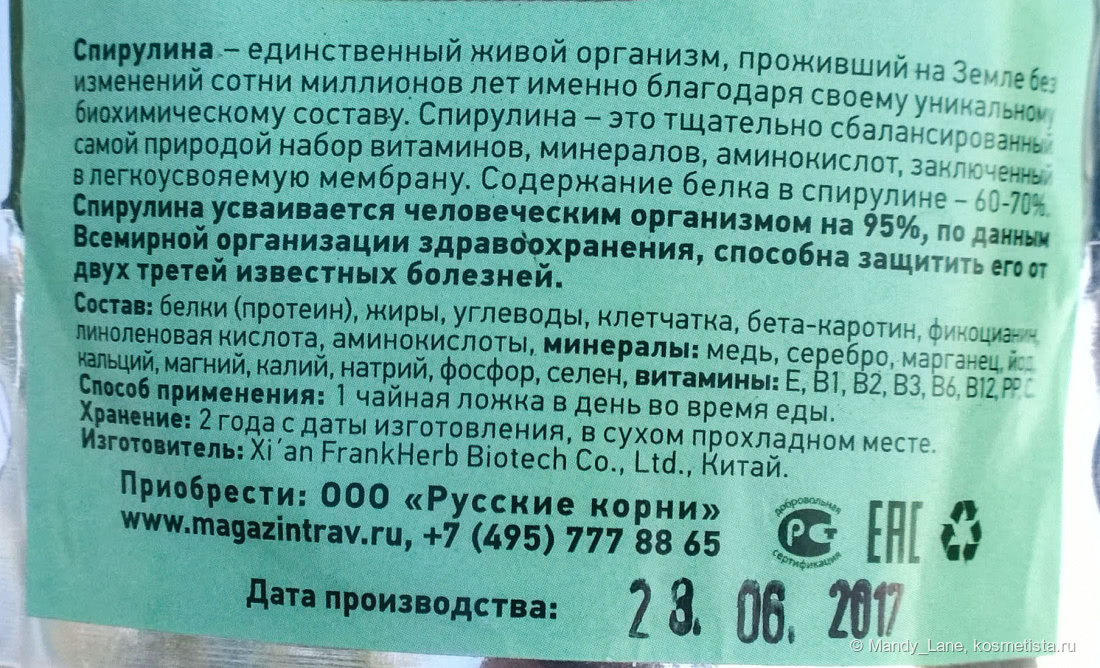 Спирулина – единственный живой организм, проживший на Земле без
изменений сотни миллионов лет именно благодаря своему уникальному
биохимическому составу. Спирулина – это тщательно сбалансированный
самой природой набор витаминов, минералов, аминокислот, заключенный
в легкоусвояемую мембрану. Содержание белка в спирулине – 60-70%.
Спирулина усваивается человеческим организмом на 95%, по данным
Всемирной организации здравоохранения, способна защитить его от
двух третей известных болезней.
Состав: белки (протеин), жиры, углеводы, клетчатка, бета-каротин, фикоцианин,
линоленовая кислота, аминокислоты, минералы: медь, серебро, марганец, йод,
кальций, магний, калий, натрий, фосфор, селен, витамины: E, B1, B2, B3, B6, B12, PP, C.
Способ применения: 1 чайная ложка в день во время еды.
Хранение: 2 года с даты изготовления, в сухом прохладном месте.
Изготовитель: Xi´an FrankHerb Biotech Co., Ltd., Китай.
Приобрести: ООО «Русские корни»
www.magazintrav.ru, +7 (495) 777 88 65
добровольная
РСТ
сертификация
EAC
Дата производства: 23. 06. 2017
© Mandy_Lane, kosmetista.ru